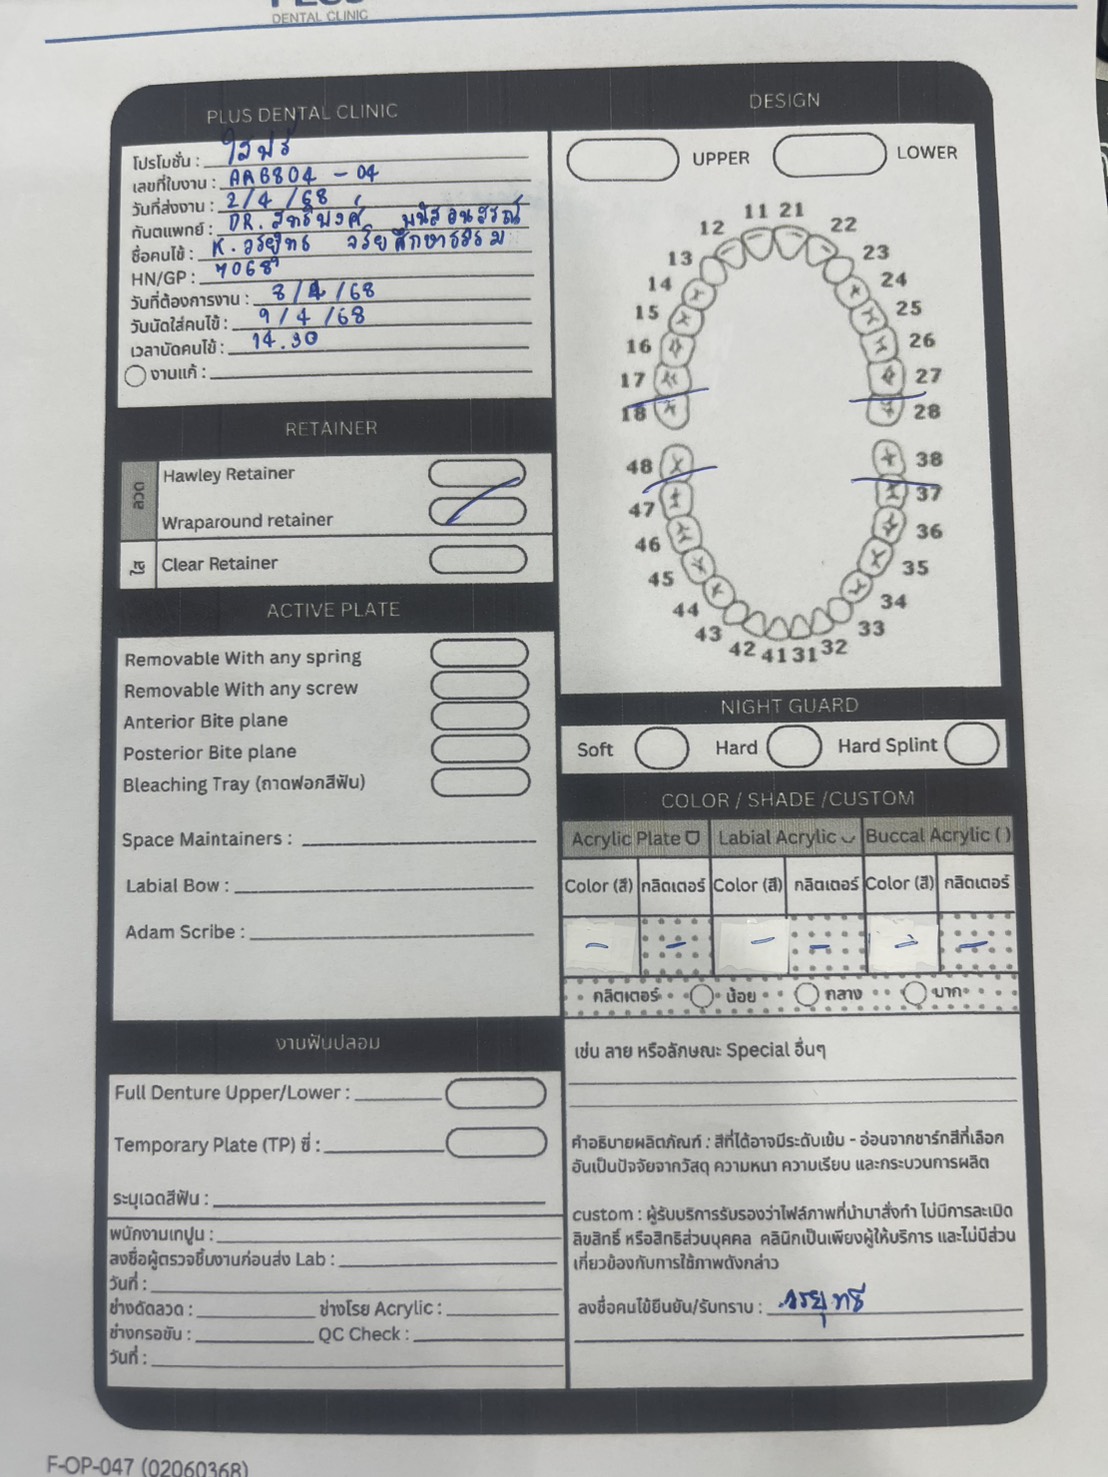 DENTAL CLINIC
PLUS DENTAL CLINIC
โปรโมชั่น : ใสฟรี
เลขที่ใบงาน : AA6804 - 04
วันที่ส่งงาน : 2/4/68
ทันตแพทย์ : DR. สิทธิพงศ์
ชื่อคนไข้ : K. วรยุทธ จริยศึกษาธรรม
HN/GP : 7068
วันที่ต้องการงาน : 8/4/68
วันนัดใส่คนไข้ : 9/4/68
เวลานัดคนไข้ : 14.30
งานแก้ :
RETAINER
ลวด
Hawley Retainer
Wraparound retainer
ใส
Clear Retainer
ACTIVE PLATE
Removable With any spring
Removable With any screw
Anterior Bite plane
Posterior Bite plane
Bleaching Tray (ถาดฟอกสีฟัน)
Space Maintainers :
Labial Bow :
Adam Scribe :
งานฟันปลอม
Full Denture Upper/Lower :
Temporary Plate (TP) ซี่ :
ระบุเฉดสีฟัน :
พนักงานเทปูน :
ลงชื่อผู้ตรวจชิ้นงานก่อนส่ง Lab :
วันที่ :
ช่างดัดลวด : ช่างโรย Acrylic :
ช่างกรอขัน : QC Check :
วันที่ :
DESIGN
UPPER LOWER
11 21
12 22
13 23
14 24
15 25
16 26
17 27
18 28
48 38
47 37
46 36
45 35
44 34
43 33
42 41 31 32
NIGHT GUARD
Soft Hard Hard Splint
COLOR / SHADE /CUSTOM
Acrylic Plate Labial Acrylic Buccal Acrylic ( )
Color (สี) กลิตเตอร์ Color (สี) กลิตเตอร์ Color (สี) กลิตเตอร์
- - - - - -
กลิตเตอร์ น้อย กลาง มาก
เช่น ลาย หรือลักษณะ Special อื่นๆ
คำอธิบายผลิตภัณฑ์ : สีที่ได้อาจมีระดับเข้ม - อ่อนจากชาร์ทสีที่เลือก
อันเป็นปัจจัยจากวัสดุ ความหนา ความเรียบ และกระบวนการผลิต
custom : ผู้รับบริการรับรองว่าไฟล์ภาพที่นำมาสั่งทำ ไม่มีการละเมิด
ลิขสิทธิ์ หรือสิทธิส่วนบุคคล คลินิกเป็นเพียงผู้ให้บริการ และไม่มีส่วน
เกี่ยวข้องกับการใช้ภาพดังกล่าว
ลงชื่อคนไข้ยืนยัน/รับทราบ : วรยุทธ
F-OP-047 (02060368)